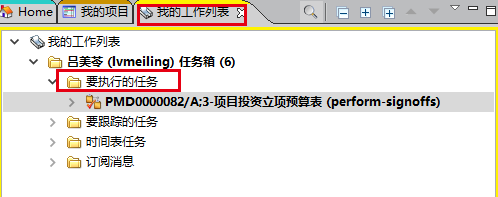 Home 我的项目 我的工作列表
我的工作列表
吕美苓 (lvmeiling) 任务箱 (6)
要执行的任务
PMD0000082/A;3-项目投资立项预算表 (perform-signoffs)
要跟踪的任务
时间表任务
订阅消息